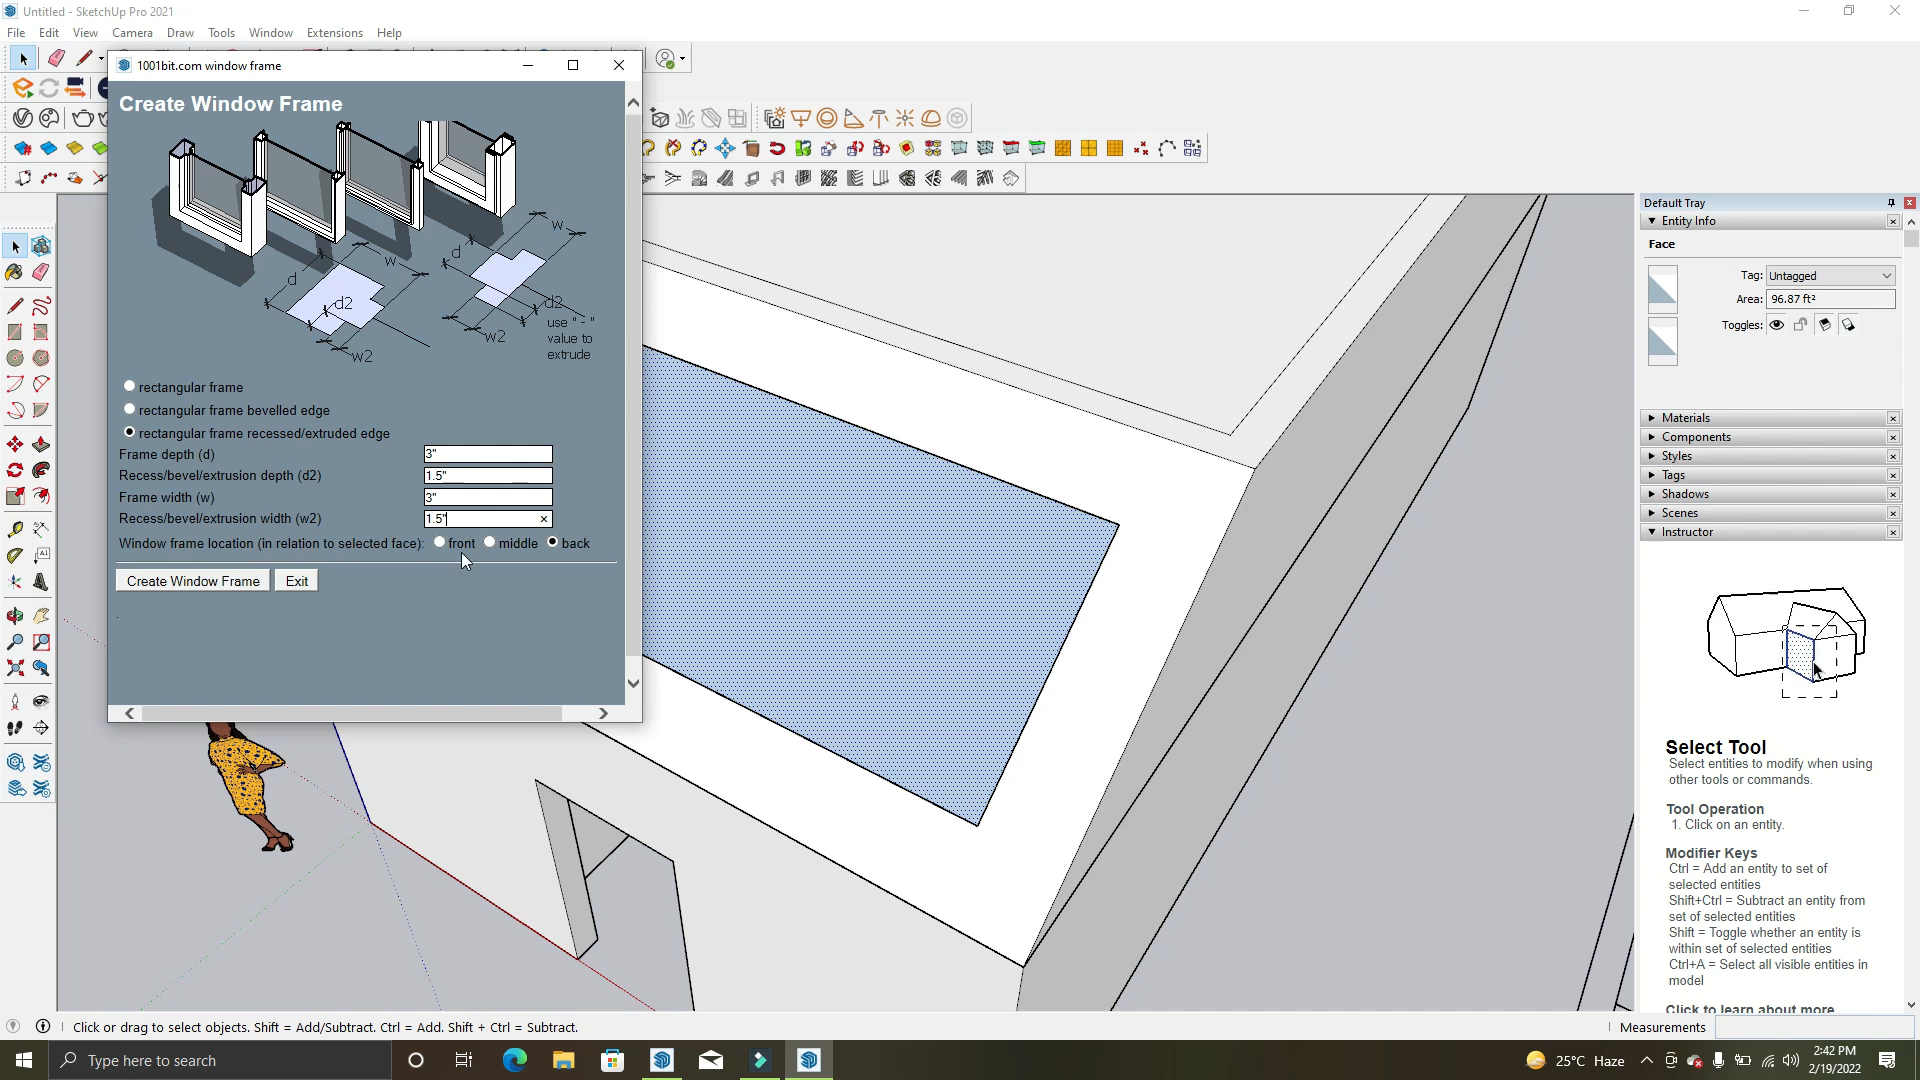 Untitled - SketchUp Pro 2021
File Edit View Camera Draw Tools Window Extensions Help
1001bit.com window frame
Create Window Frame
d w
d2
w2
d w
d2
w2
use "-"
value to
extrude
rectangular frame
rectangular frame bevelled edge
rectangular frame recessed/extruded edge
Frame depth (d) 3"
Recess/bevel/extrusion depth (d2) 1.5"
Frame width (w) 3"
Recess/bevel/extrusion width (w2) 1.5"
Window frame location (in relation to selected face): front middle back
Create Window Frame Exit
Default Tray
Entity Info
Face
Tag: Untagged
Area: 96.87 ft²
Toggles:
Materials
Components
Styles
Tags
Shadows
Scenes
Instructor
Select Tool
Select entities to modify when using
other tools or commands.
Tool Operation
1. Click on an entity.
Modifier Keys
Ctrl = Add an entity to set of
selected entities
Shift+Ctrl = Subtract an entity from
set of selected entities
Shift = Toggle whether an entity is
within set of selected entities
Ctrl+A = Select all visible entities in
model
Click to learn about more
Click or drag to select objects. Shift = Add/Subtract. Ctrl = Add. Shift + Ctrl = Subtract.
Measurements
Type here to search
25°C Haze
2:42 PM
2/19/2022